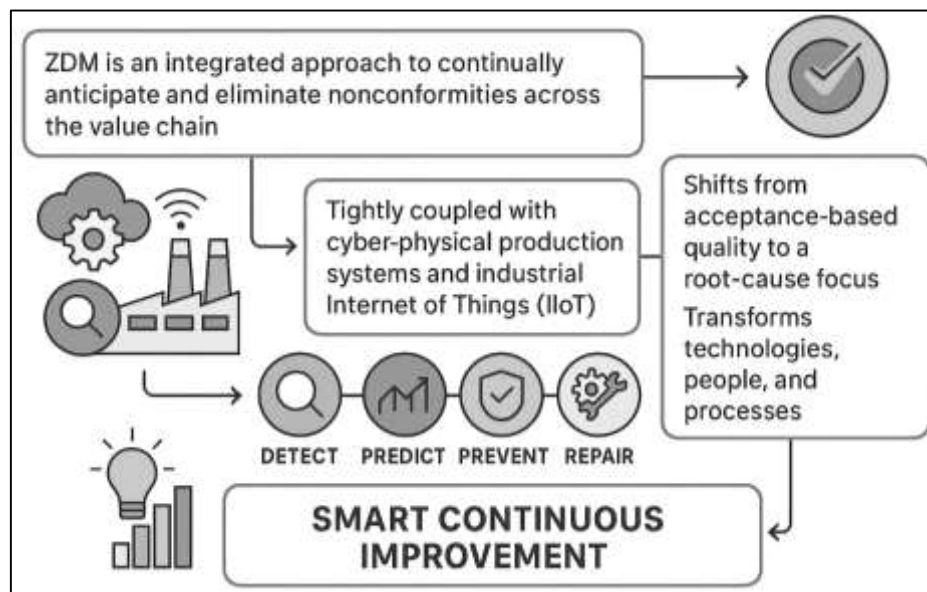 ZDM is an integrated approach to continually
anticipate and eliminate nonconformities across
the value chain
Tightly coupled with
cyber-physical production
systems and industrial
Internet of Things (IIoT)
Shifts from
acceptance-based
quality to a
root-cause focus
Transforms
technologies,
people, and
processes
DETECT PREDICT PREVENT REPAIR
SMART CONTINUOUS
IMPROVEMENT